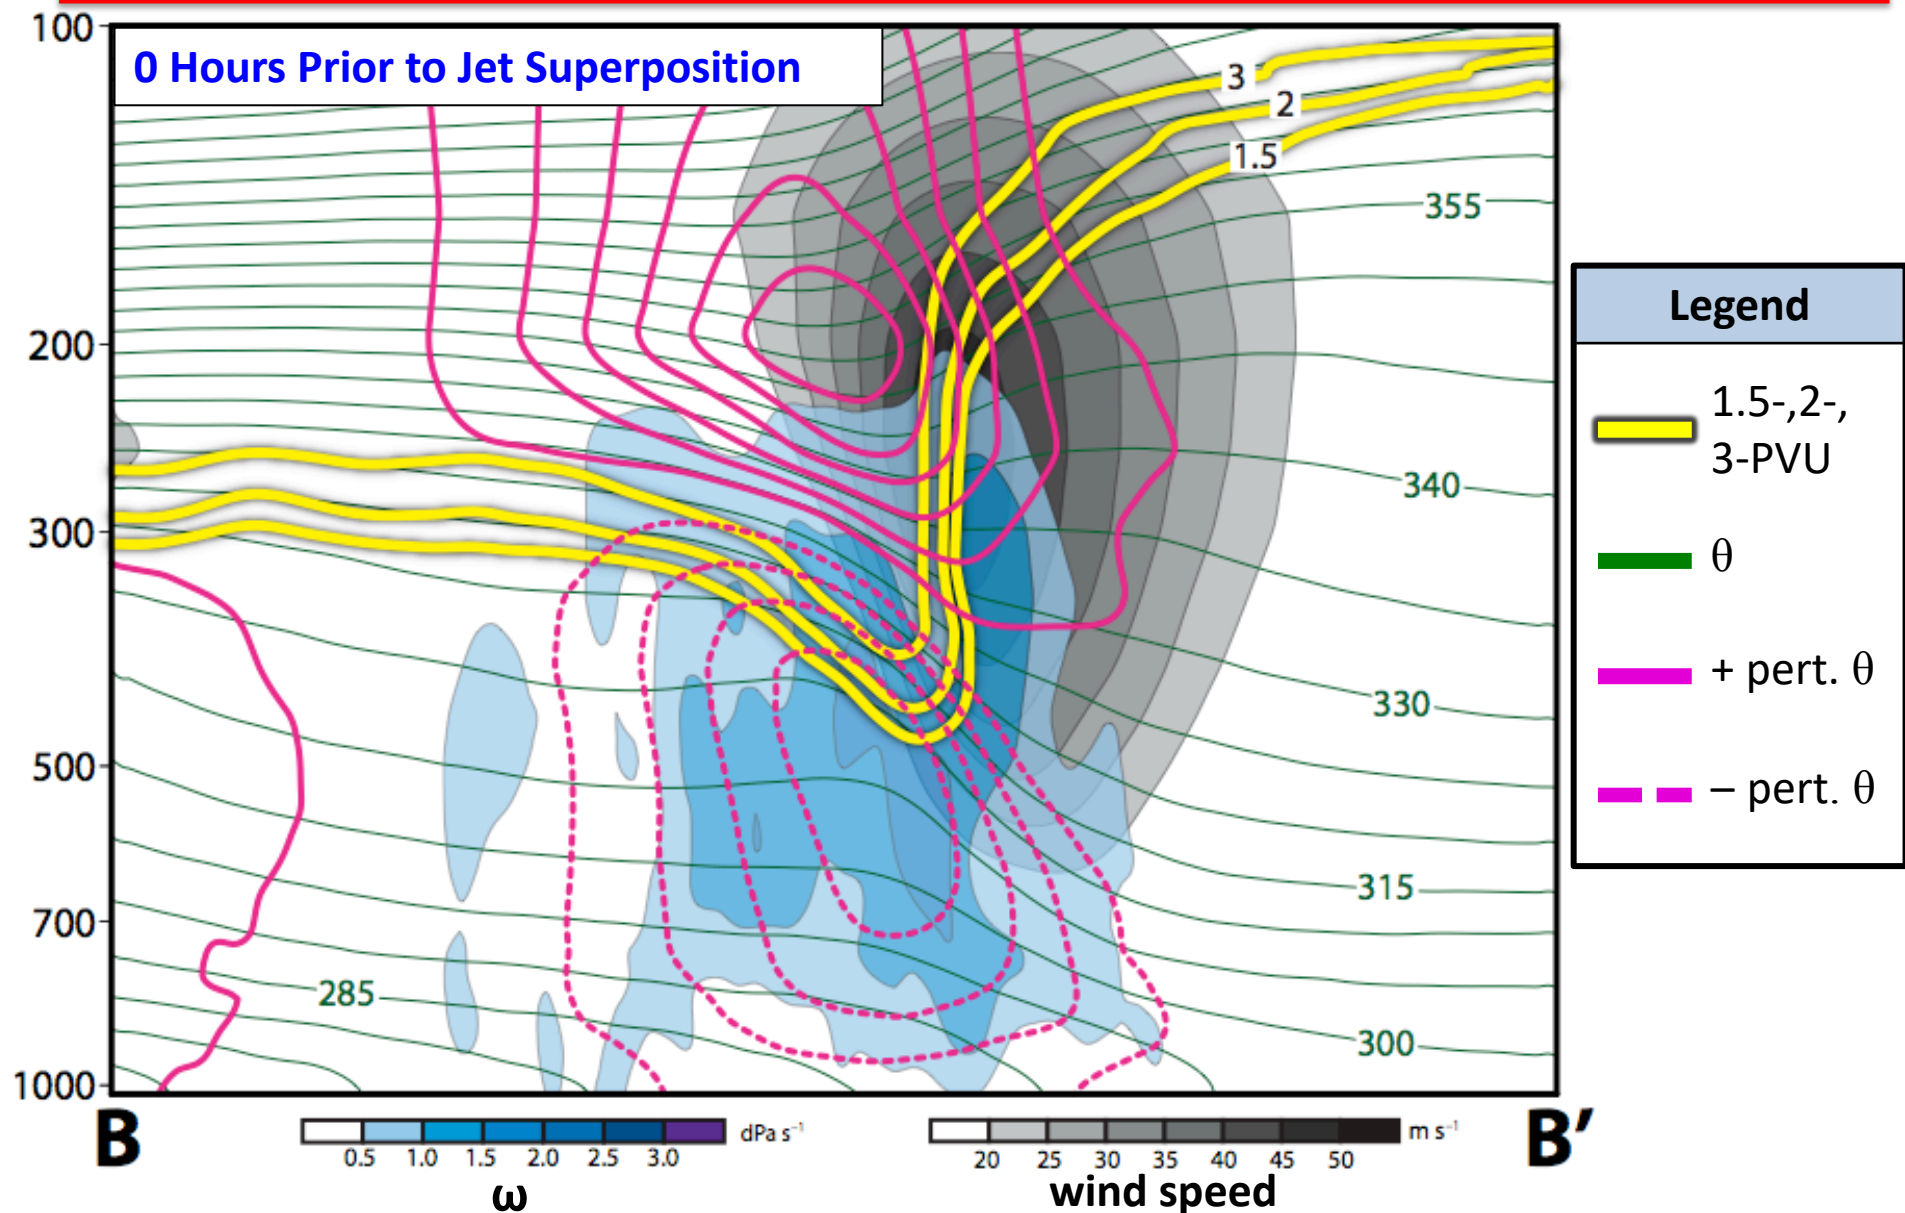 100
0 Hours Prior to Jet Superposition
3
2
1.5
355
200
Legend
1.5-,2-,
3-PVU
340
300
θ
+ pert. θ
330
500
− pert. θ
315
700
285
300
1000
B
B′
dPa s⁻¹
m s⁻¹
0.5 1.0 1.5 2.0 2.5 3.0
20 25 30 35 40 45 50
ω
wind speed